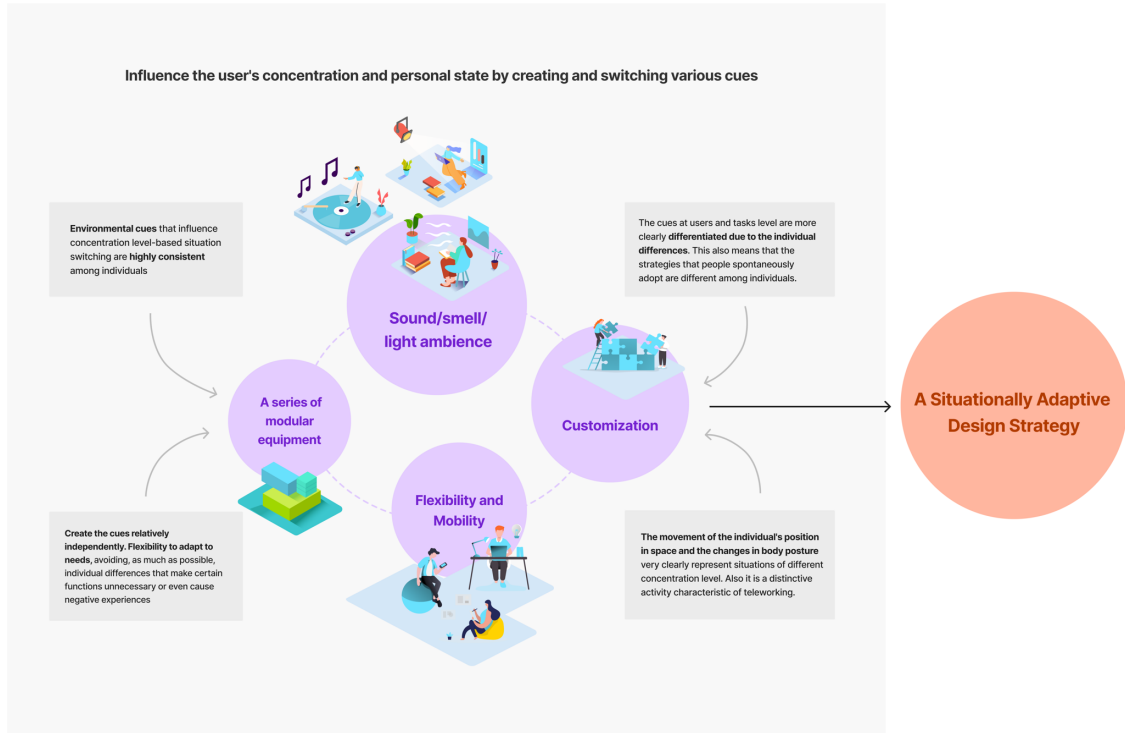 Influence the user's concentration and personal state by creating and switching various cues
Environmental cues that influence
concentration level-based situation
switching are highly consistent
among individuals
The cues at users and tasks level are more
clearly differentiated due to the individual
differences. This also means that the
strategies that people spontaneously
adopt are different among individuals.
Sound/smell/
light ambience
A series of
modular
equipment
Customization
A Situationally Adaptive
Design Strategy
Flexibility and
Mobility
Create the cues relatively
independently. Flexibility to adapt to
needs, avoiding, as much as possible,
individual differences that make certain
functions unnecessary or even cause
negative experiences
The movement of the individual's position
in space and the changes in body posture
very clearly represent situations of different
concentration level. Also it is a distinctive
activity characteristic of teleworking.